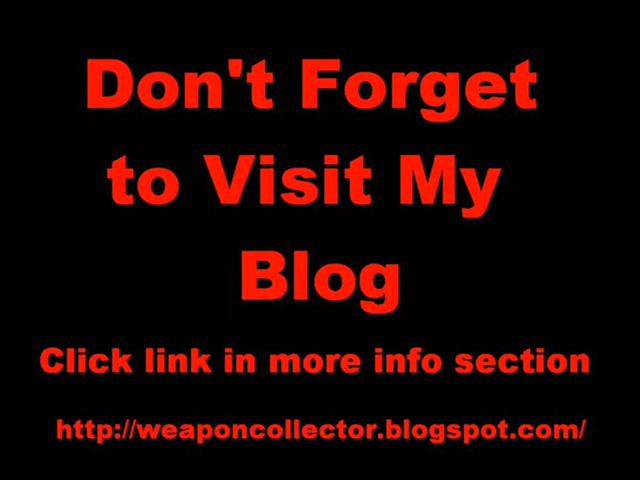 Don't Forget
to Visit My
Blog
Click link in more info section
http://weaponcollector.blogspot.com/